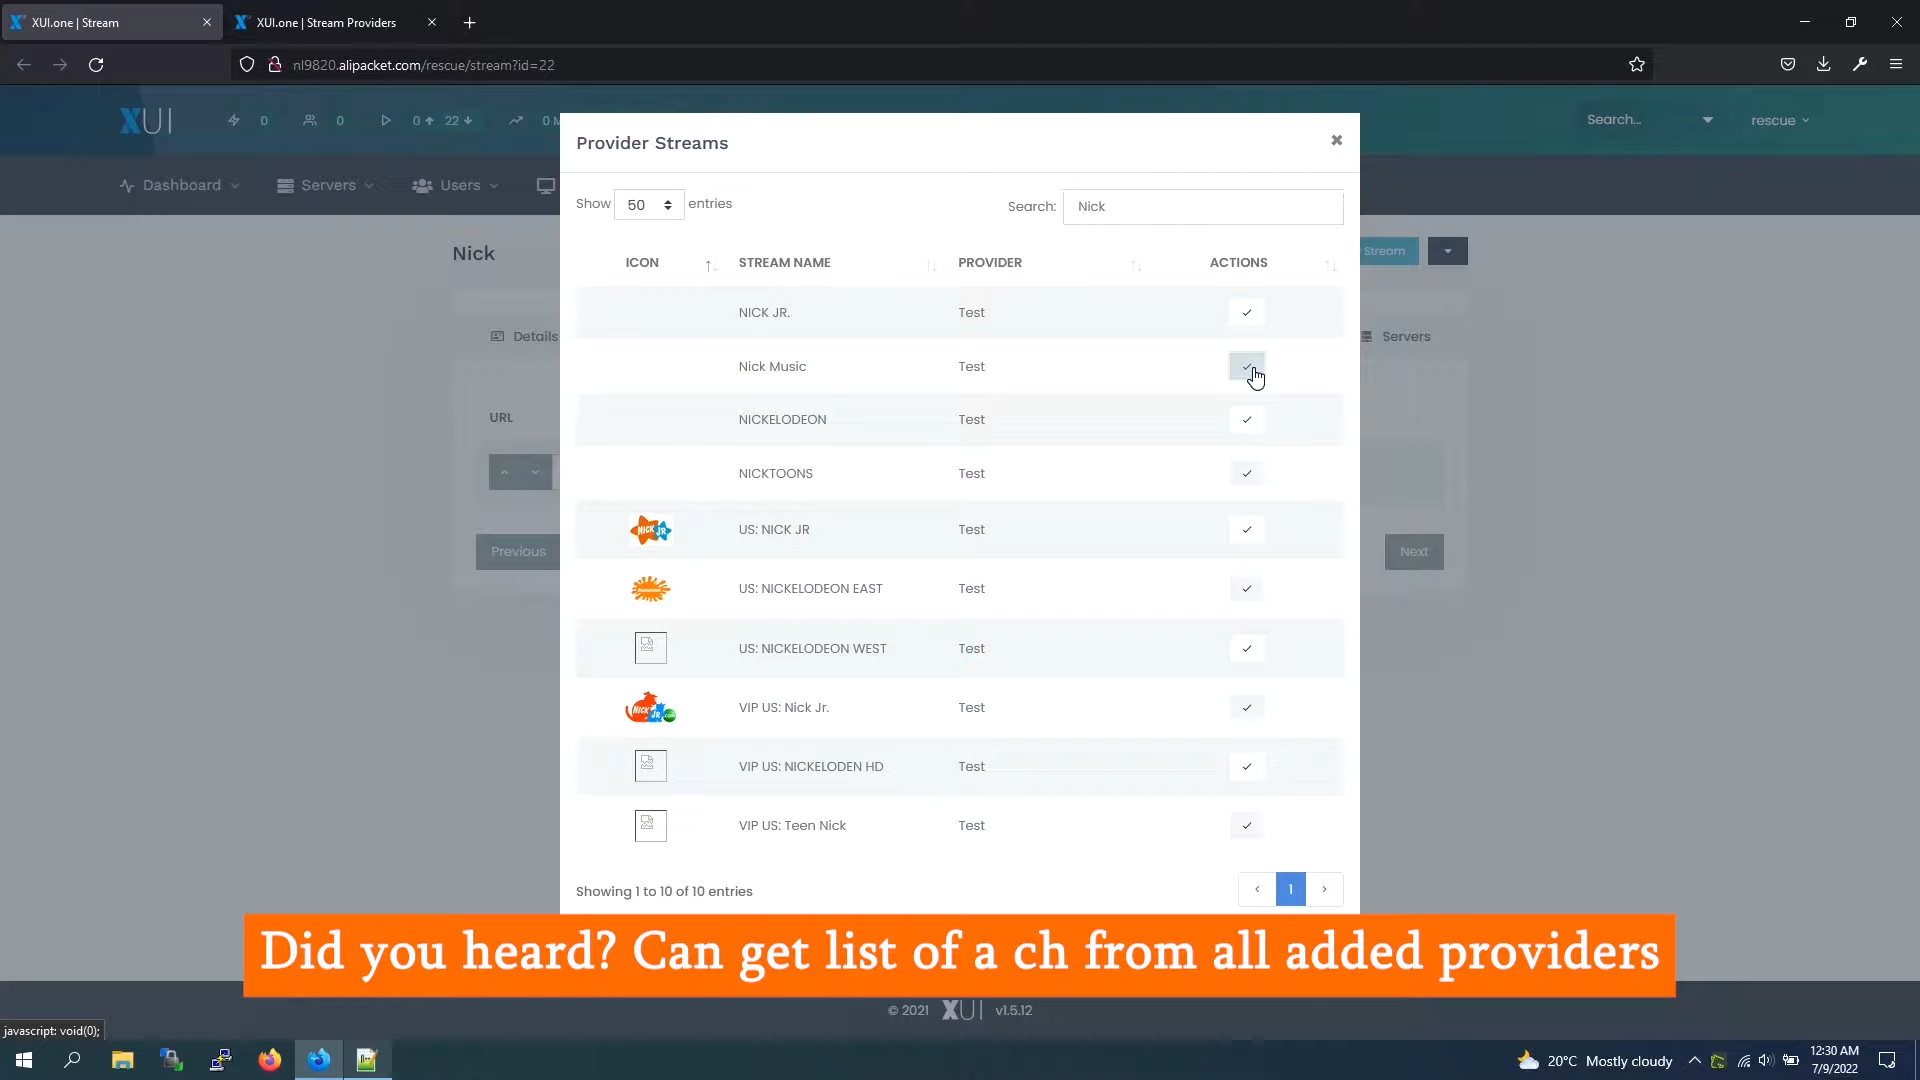 XUI.one | Stream
XUI.one | Stream Providers
nl9820.alipacket.com/rescue/stream?id=22
XUI
0
0
0 22
0 M
Search...
rescue
Dashboard
Servers
Users
Provider Streams
Show 50 entries
Search: Nick
Nick
Stream
ICON STREAM NAME PROVIDER ACTIONS
NICK JR. Test
Details
Servers
Nick Music Test
URL
NICKELODEON Test
NICKTOONS Test
NICK JR US: NICK JR Test
Previous
Next
US: NICKELODEON EAST Test
US: NICKELODEON WEST Test
NICK JR VIP US: Nick Jr. Test
VIP US: NICKELODEN HD Test
VIP US: Teen Nick Test
Showing 1 to 10 of 10 entries
‹ 1 ›
Did you heard? Can get list of a ch from all added providers
© 2021 XUI v1.5.12
javascript: void(0);
20°C Mostly cloudy
12:30 AM
7/9/2022